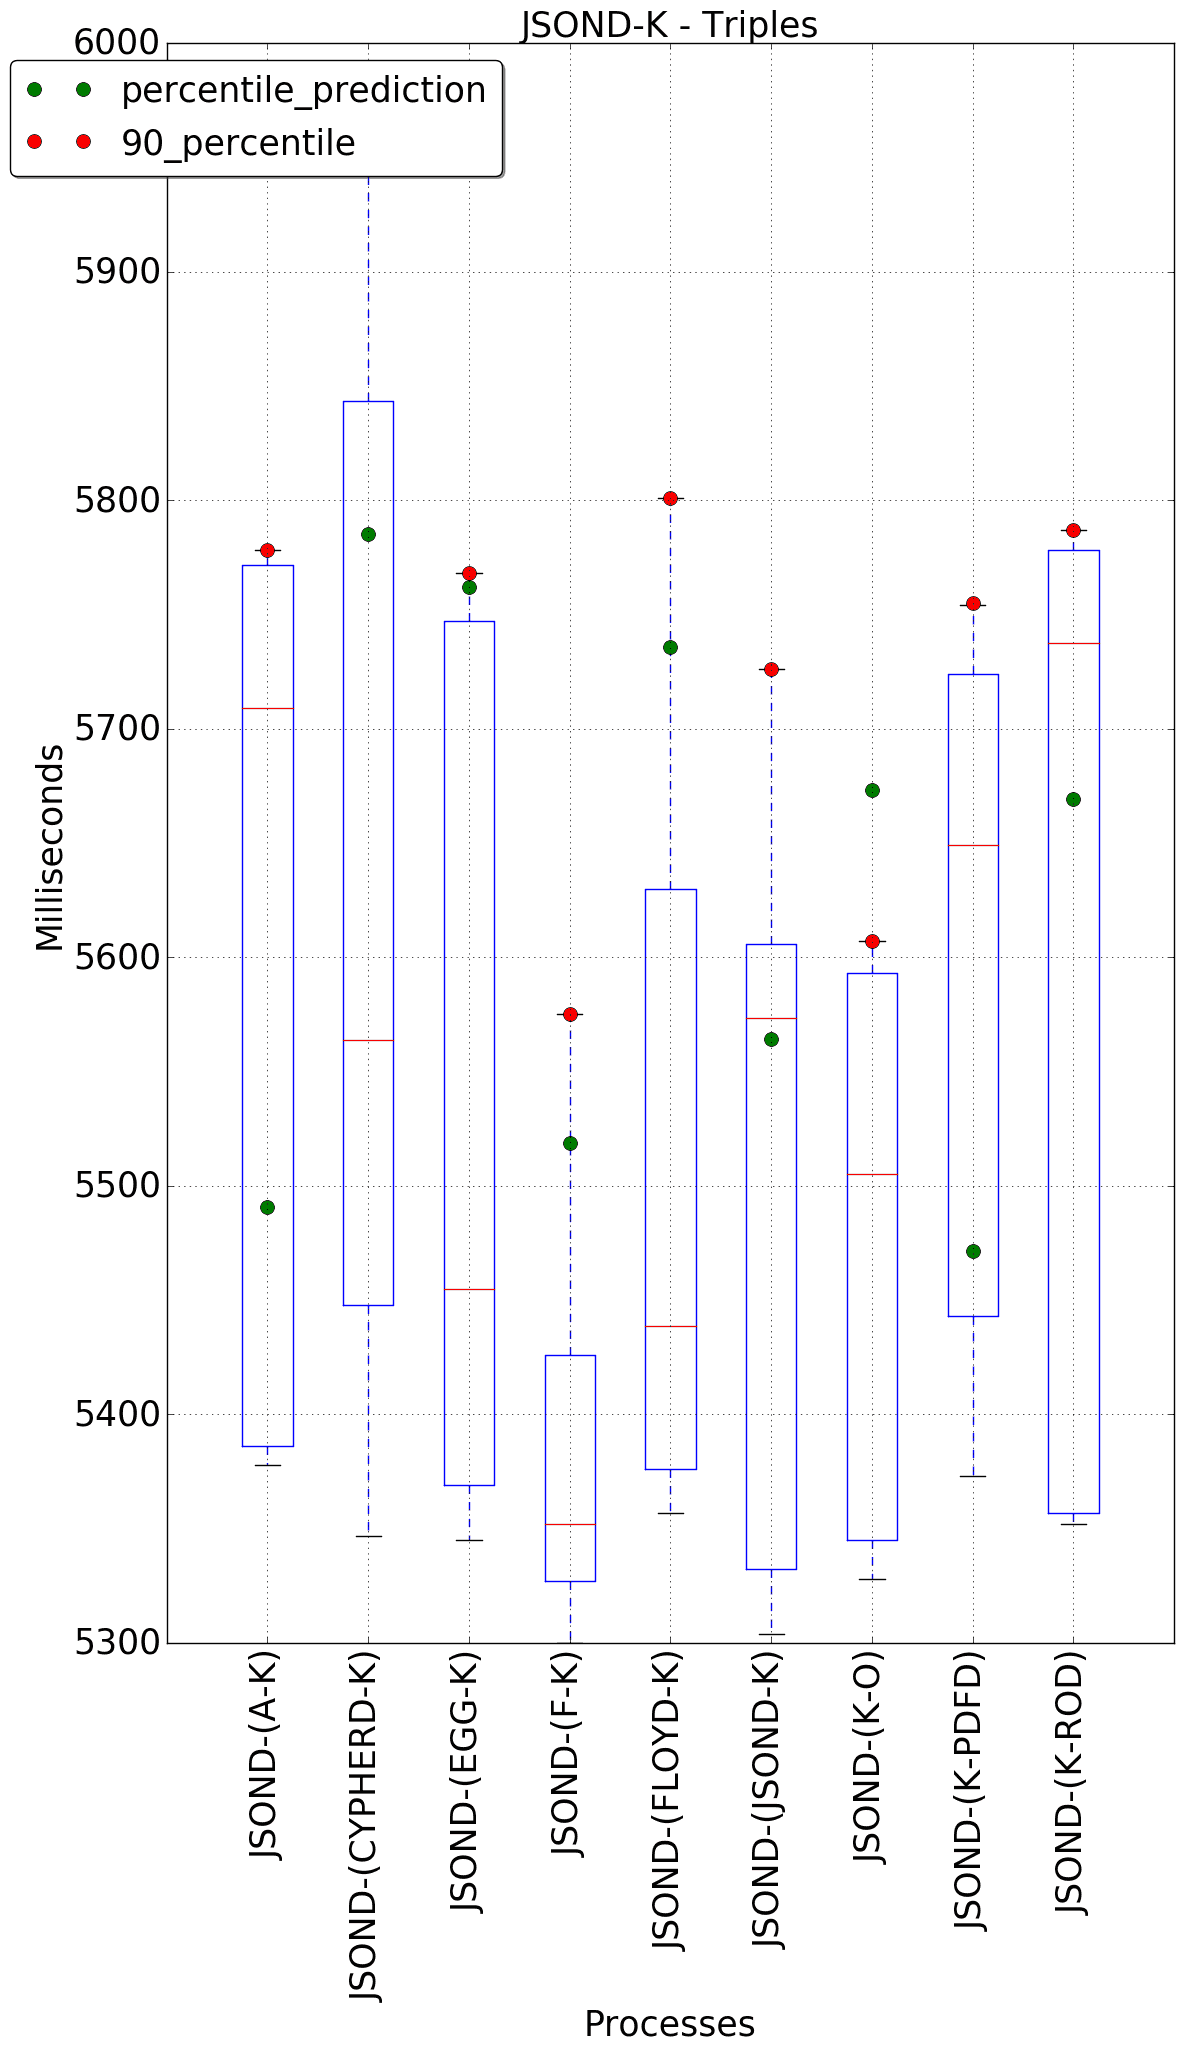 JSOND-K - Triples
percentile_prediction
90_percentile
6000
5900
5800
5700
5600
5500
5400
5300
Milliseconds
JSOND-(A-K)
JSOND-(CYPHERD-K)
JSOND-(EGG-K)
JSOND-(F-K)
JSOND-(FLOYD-K)
JSOND-(JSOND-K)
JSOND-(K-O)
JSOND-(K-PDFD)
JSOND-(K-ROD)
Processes